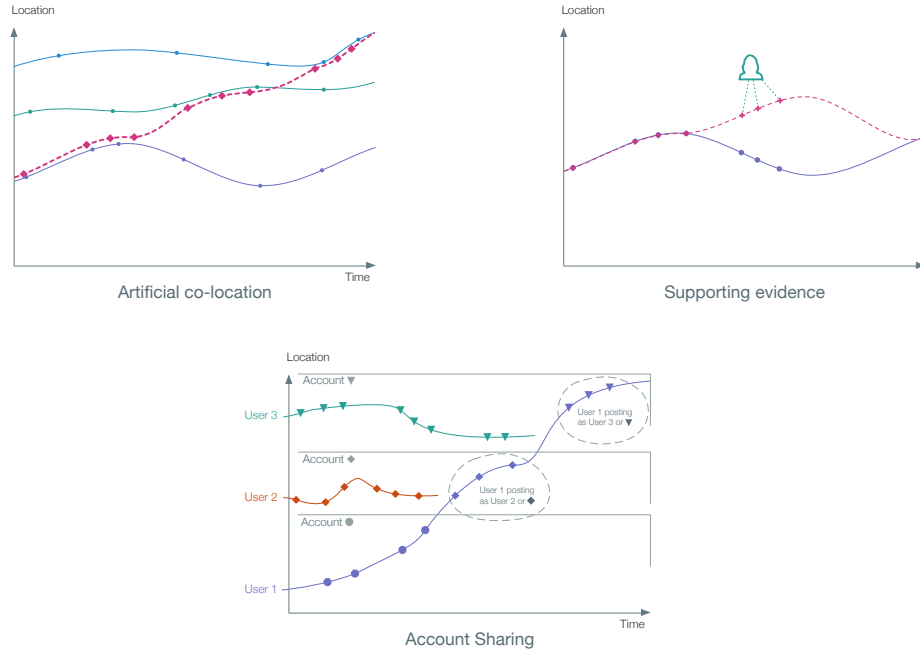 Location
Time
Artificial co-location
Location
Supporting evidence
Location
Account
User 3
User 1 posting
as User 3 or
Account
User 2
User 1 posting
as User 2 or
Account
User 1
Time
Account Sharing